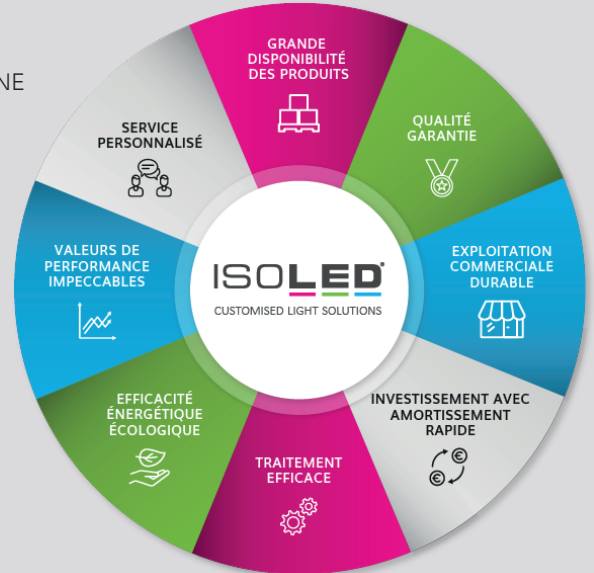 NE
GRANDE
DISPONIBILITÉ
DES PRODUITS
QUALITÉ
GARANTIE
EXPLOITATION
COMMERCIALE
DURABLE
INVESTISSEMENT AVEC
AMORTISSEMENT
RAPIDE
TRAITEMENT
EFFICACE
EFFICACITÉ
ÉNERGÉTIQUE
ÉCOLOGIQUE
VALEURS DE
PERFORMANCE
IMPECCABLES
SERVICE
PERSONNALISÉ
ISOLED®
CUSTOMISED LIGHT SOLUTIONS